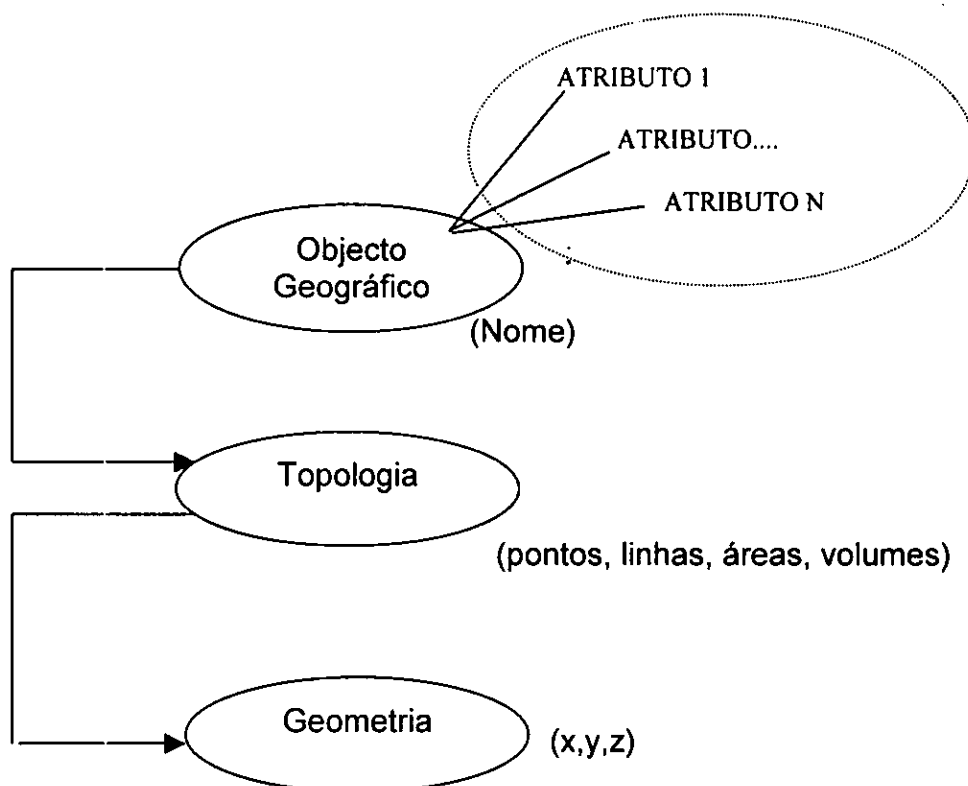 ATRIBUTO 1
ATRIBUTO....
ATRIBUTO N
Objecto
Geográfico
(Nome)
Topologia
(pontos, linhas, áreas, volumes)
Geometria
(x,y,z)